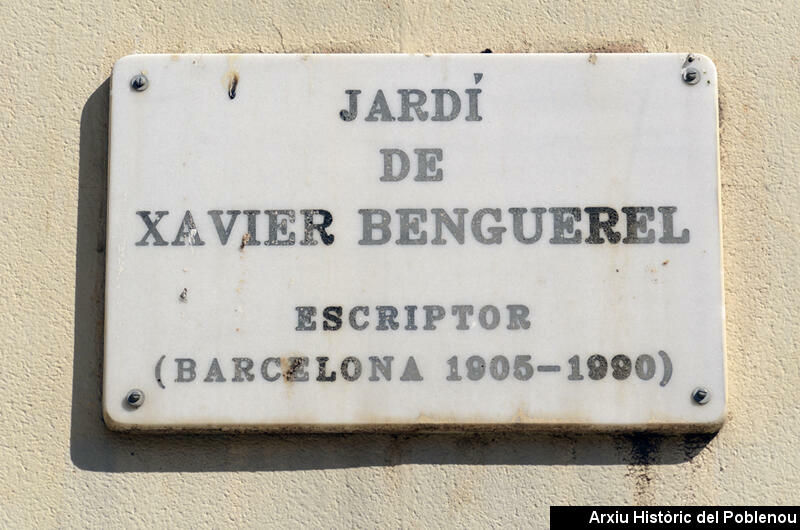 JARDÍ
DE
XAVIER BENGUEREL
ESCRIPTOR
(BARCELONA 1905-1990)
Arxiu Històric del Poblenou